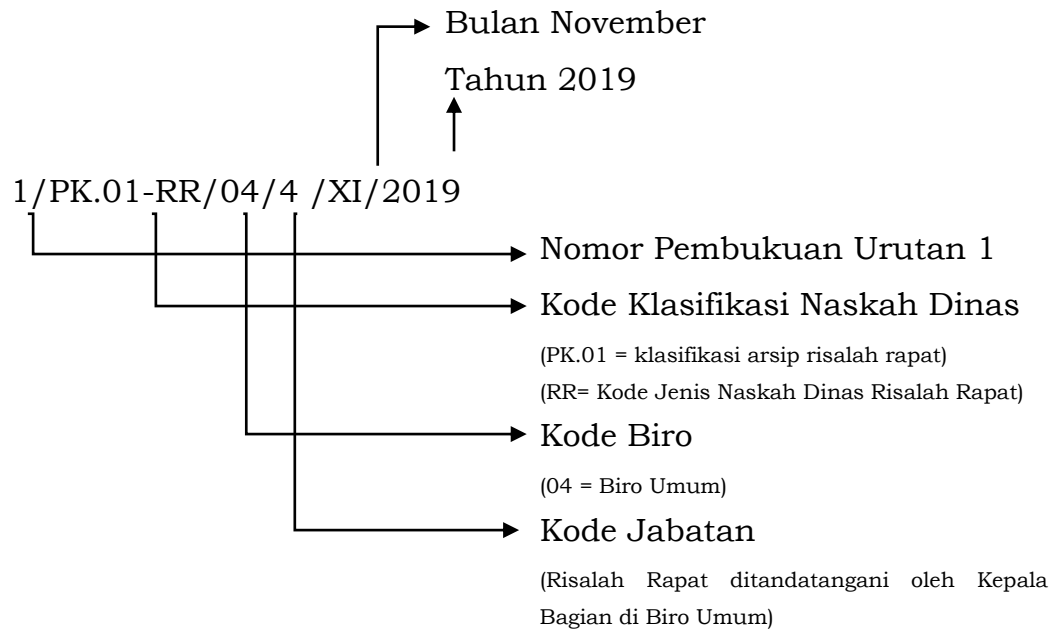 Bulan November
Tahun 2019
1/PK.01-RR/04/4 /XI/2019
Nomor Pembukuan Urutan 1
Kode Klasifikasi Naskah Dinas
(PK.01 = klasifikasi arsip risalah rapat)
(RR= Kode Jenis Naskah Dinas Risalah Rapat)
Kode Biro
(04 = Biro Umum)
Kode Jabatan
(Risalah Rapat ditandatangani oleh Kepala
Bagian di Biro Umum)